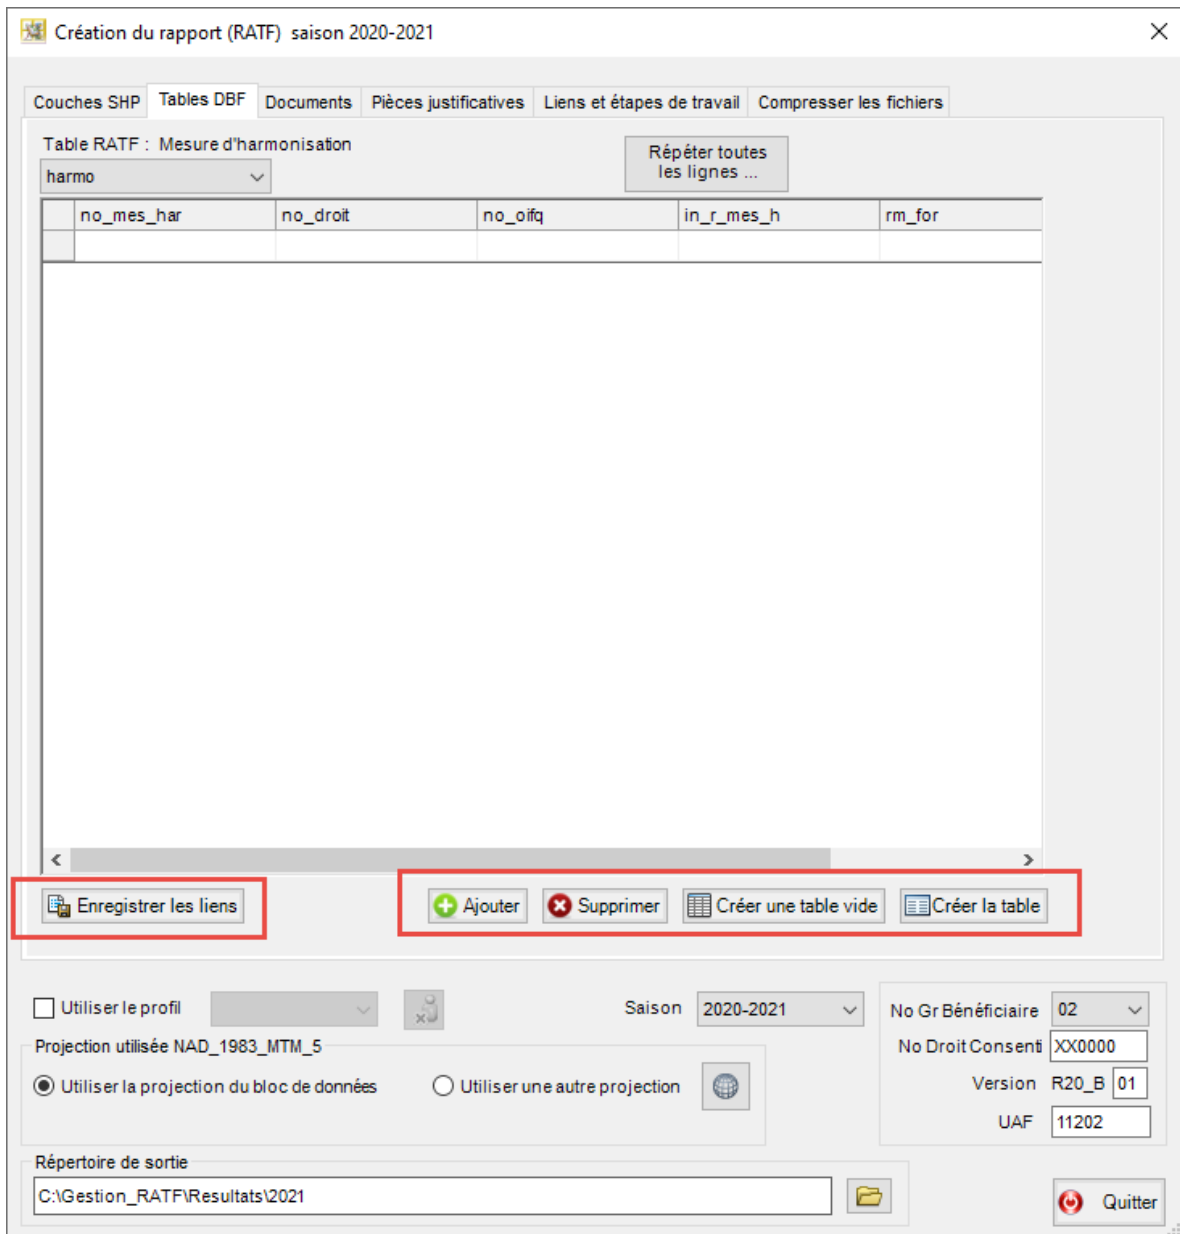 Création du rapport (RATF) saison 2020-2021
Couches SHP Tables DBF Documents Pièces justificatives Liens et étapes de travail Compresser les fichiers
Table RATF : Mesure d'harmonisation
harmo
Répéter toutes
les lignes ...
no_mes_har no_droit no_oifq in_r_mes_h rm_for
Enregistrer les liens Ajouter Supprimer Créer une table vide Créer la table
Utiliser le profil Saison 2020-2021
No Gr Bénéficiaire 02
Projection utilisée NAD_1983_MTM_5
No Droit Consenti XX0000
Utiliser la projection du bloc de données Utiliser une autre projection
Version R20_B 01
UAF 11202
Répertoire de sortie
C:\Gestion_RATF\Resultats\2021
Quitter